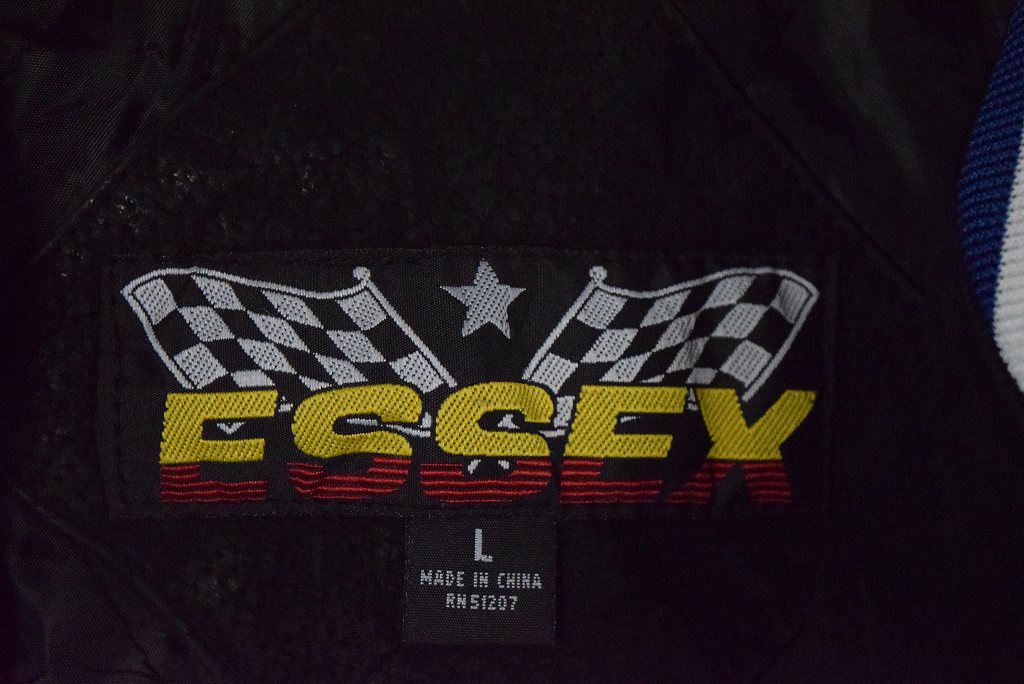 ESSEX
L
MADE IN CHINA
RN51207